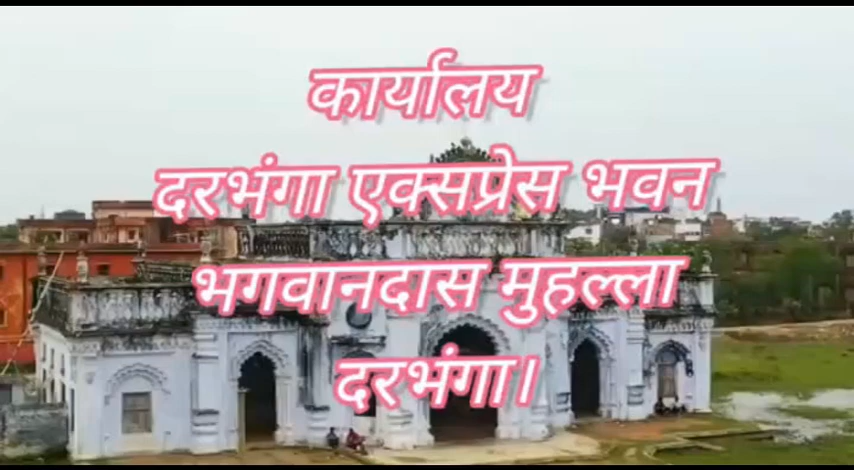 कार्यालय
दरभंगा एक्सप्रेस भवन
भगवानदास मुहल्ला
दरभंगा।